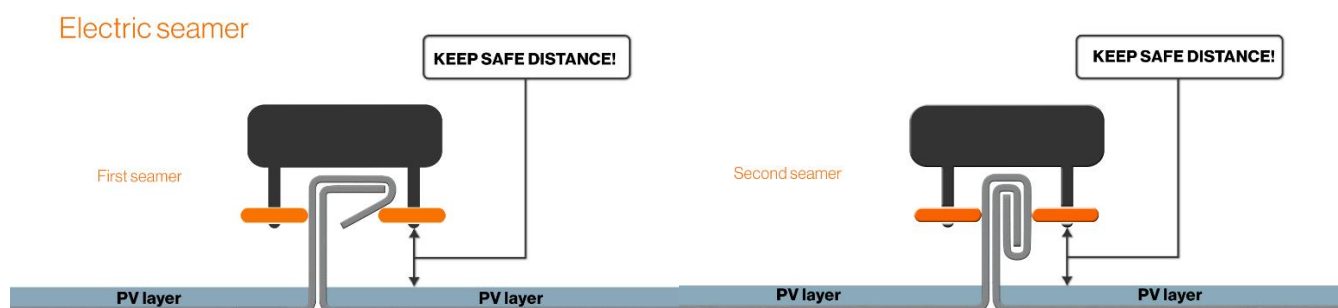 Electric seamer
KEEP SAFE DISTANCE!
First seamer
PV layer
PV layer
KEEP SAFE DISTANCE!
Second seamer
PV layer
PV layer